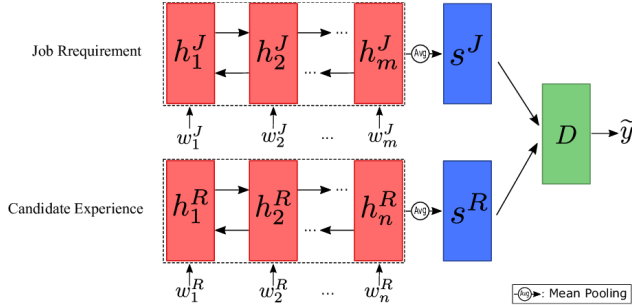 Job Rrequirement
h_1^J h_2^J ... ... h_m^J Avg s^J
w_1^J w_2^J ... w_m^J
D ỹ
Candidate Experience
h_1^R h_2^R ... ... h_n^R Avg s^R
w_1^R w_2^R ... w_n^R
Avg : Mean Pooling